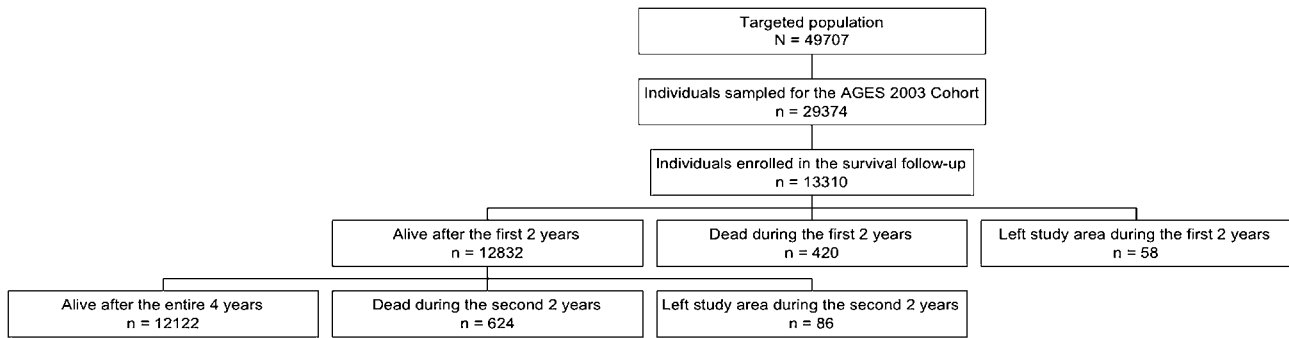 Targeted population
N = 49707
Individuals sampled for the AGES 2003 Cohort
n = 29374
Individuals enrolled in the survival follow-up
n = 13310
Alive after the first 2 years
n = 12832
Dead during the first 2 years
n = 420
Left study area during the first 2 years
n = 58
Alive after the entire 4 years
n = 12122
Dead during the second 2 years
n = 624
Left study area during the second 2 years
n = 86